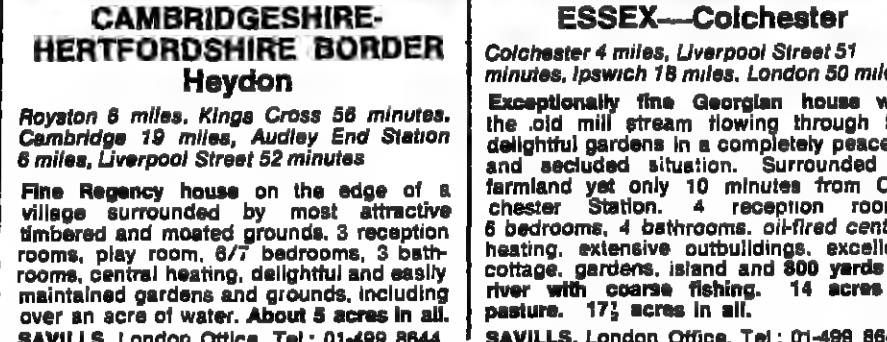 CAMBRIDGESHIRE-
HERTFORDSHIRE BORDER
Heydon
Royston 6 miles, Kings Cross 56 minutes.
Cambridge 19 miles, Audley End Station
6 miles, Liverpool Street 52 minutes
Fine Regency house on the edge of a
village surrounded by most attractive
timbered and moated grounds. 3 reception
rooms, play room, 6/7 bedrooms, 3 bath-
rooms, central heating, delightful and easily
maintained gardens and grounds, including
over an acre of water. About 5 acres in all.
SAVILLS, London Office. Tel: 01-499 8644
ESSEX—Colchester
Colchester 4 miles, Liverpool Street 51
minutes, Ipswich 18 miles. London 50
Exceptionally fine Georgian house
the old mill stream flowing through
delightful gardens in a completely
and secluded situation. Surrounded
farmland yet only 10 minutes from
chester Station. 4 reception
6 bedrooms, 4 bathrooms, oil-fired
heating, extensive outbuildings,
cottage, gardens, island and 800 yards
river with coarse fishing. 14 acres
pasture. acres in all.
SAVILLS, London Office. Tel: 01-499